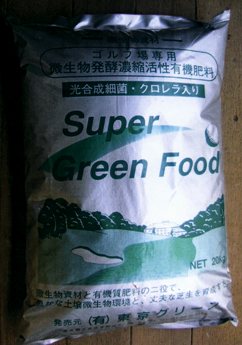 ゴルフ場専用
微生物発酵濃縮活性有機肥料
光合成細菌・クロレラ入り
Super
Green Food
NET 20kg
微生物資材と有機質肥料の二役で、
かな土壌微生物環境と、丈夫な芝生を育成する
発売元 (有)東京グリーン